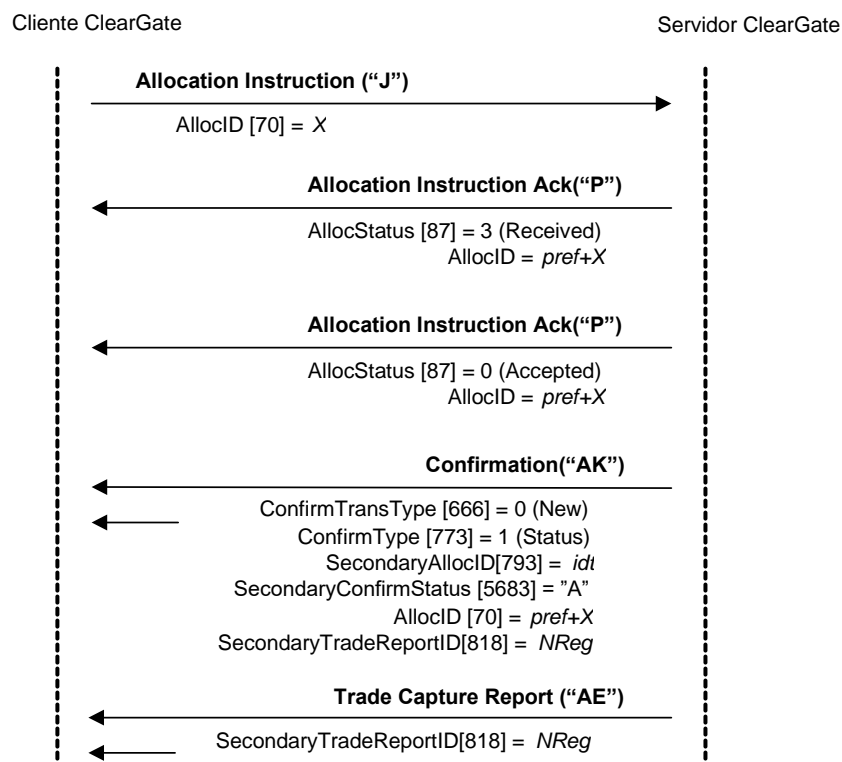 Cliente ClearGate
Servidor ClearGate
Allocation Instruction (“J”)
AllocID [70] = X
Allocation Instruction Ack(“P”)
AllocStatus [87] = 3 (Received)
AllocID = pref+X
Allocation Instruction Ack(“P”)
AllocStatus [87] = 0 (Accepted)
AllocID = pref+X
Confirmation(“AK”)
ConfirmTransType [666] = 0 (New)
ConfirmType [773] = 1 (Status)
SecondaryAllocID[793] = idt
SecondaryConfirmStatus [5683] = ”A”
AllocID [70] = pref+X
SecondaryTradeReportID[818] = NReg
Trade Capture Report (“AE”)
SecondaryTradeReportID[818] = NReg